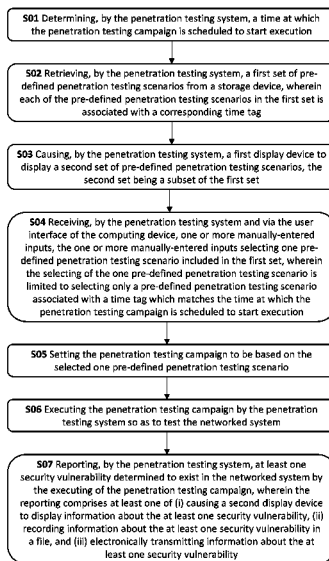 S01 Determining, by the penetration testing system, a time at which
the penetration testing campaign is scheduled to start execution
S02 Retrieving, by the penetration testing system, a first set of pre-
defined penetration testing scenarios from a storage device, wherein
each of the pre-defined penetration testing scenarios in the first set is
associated with a corresponding time tag
S03 Causing, by the penetration testing system, a first display device to
display a second set of pre-defined penetration testing scenarios, the
second set being a subset of the first set
S04 Receiving, by the penetration testing system and via the user
interface of the computing device, one or more manually-entered
inputs, the one or more manually-entered inputs selecting one pre-
defined penetration testing scenario included in the first set, wherein
the selecting of the one pre-defined penetration testing scenario is
limited to selecting only a pre-defined penetration testing scenario
associated with a time tag which matches the time at which the
penetration testing campaign is scheduled to start execution
S05 Setting the penetration testing campaign to be based on the
selected one pre-defined penetration testing scenario
S06 Executing the penetration testing campaign by the penetration
testing system so as to test the networked system
S07 Reporting, by the penetration testing system, at least one
security vulnerability determined to exist in the networked system
by the executing of the penetration testing campaign, wherein the
reporting comprises at least one of (i) causing a second display device
to display information about the at least one security vulnerability, (ii)
recording information about the at least one security vulnerability in
a file, and (iii) electronically transmitting information about the at
least one security vulnerability